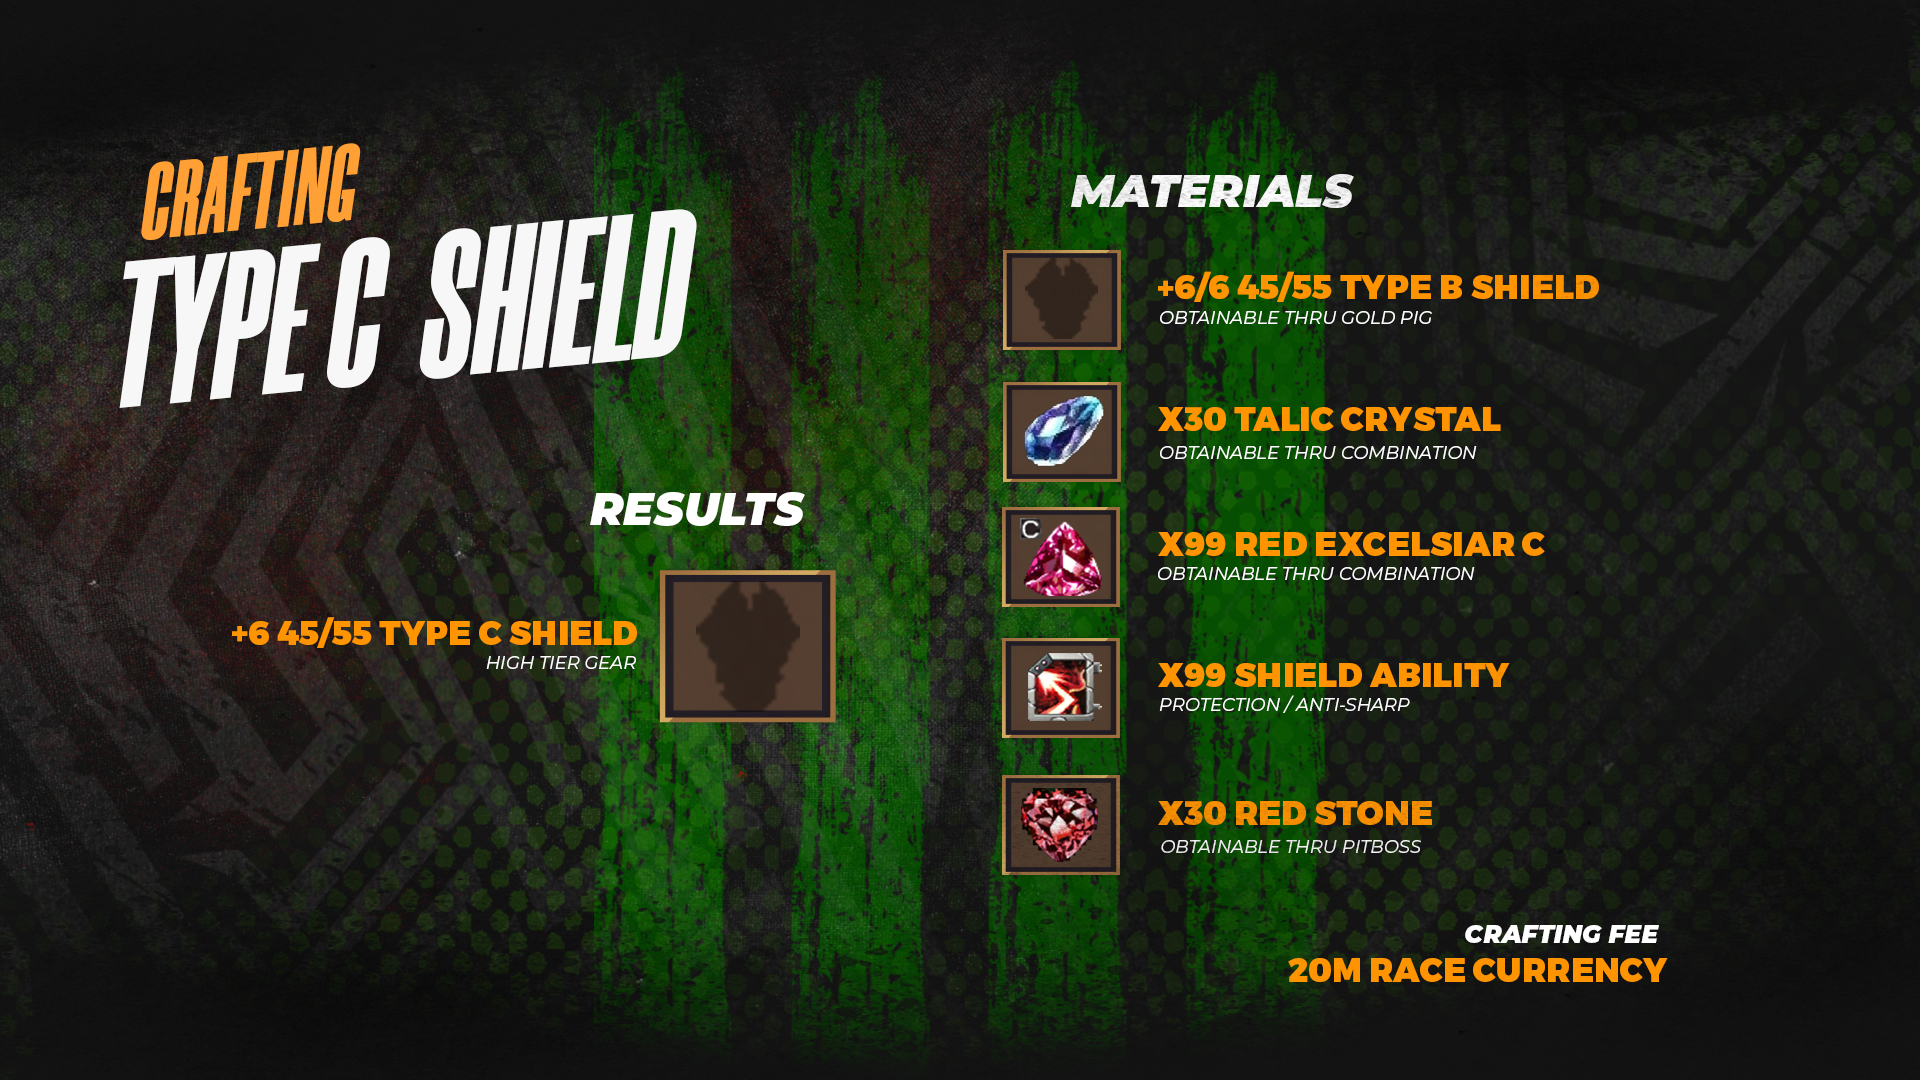 CRAFTING
TYPE C SHIELD
RESULTS
+6 45/55 TYPE C SHIELD
HIGH TIER GEAR
MATERIALS
+6/6 45/55 TYPE B SHIELD
OBTAINABLE THRU GOLD PIG
X30 TALIC CRYSTAL
OBTAINABLE THRU COMBINATION
C
X99 RED EXCELSIAR C
OBTAINABLE THRU COMBINATION
X99 SHIELD ABILITY
PROTECTION / ANTI-SHARP
X30 RED STONE
OBTAINABLE THRU PITBOSS
CRAFTING FEE
20M RACE CURRENCY